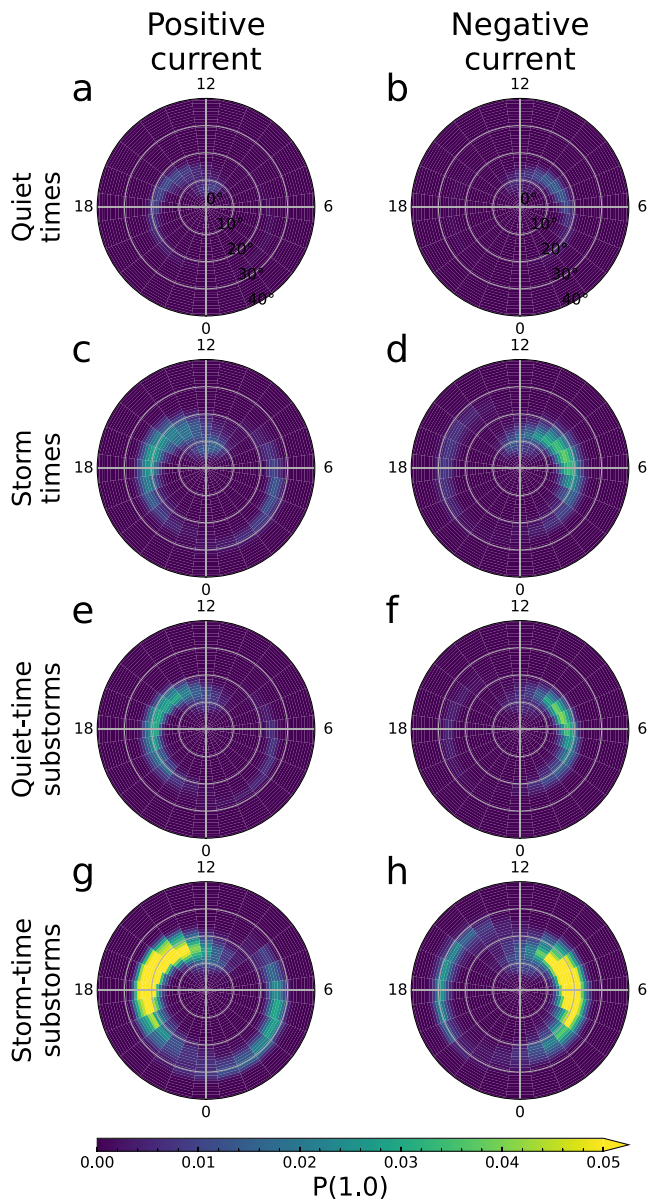 Positive
current
Negative
current
a
12
b
12
Quiet
times
18
6
18
6
0°
10°
20°
30°
40°
0°
10°
20°
30°
40°
0
0
c
12
d
12
Storm
times
18
6
18
6
0
0
e
12
f
12
Quiet-time
substorms
18
6
18
6
0
0
g
12
h
12
Storm-time
substorms
18
6
18
6
0
0
0.00 0.01 0.02 0.03 0.04 0.05
P(1.0)